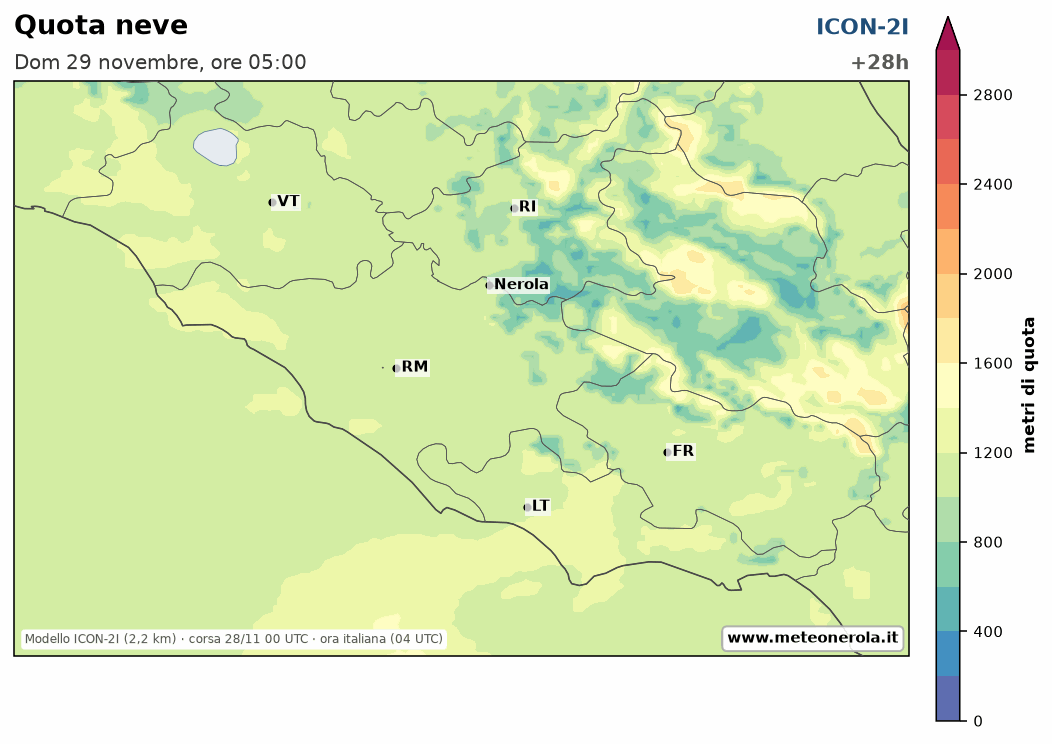 Quota neve
ICON-2I
Dom 29 novembre, ore 05:00
+28h
VT
RI
Nerola
RM
FR
LT
Modello ICON-2I (2,2 km) · corsa 28/11 00 UTC · ora italiana (04 UTC)
www.meteonerola.it
2800
2400
2000
1600
1200
800
400
0
metri di quota